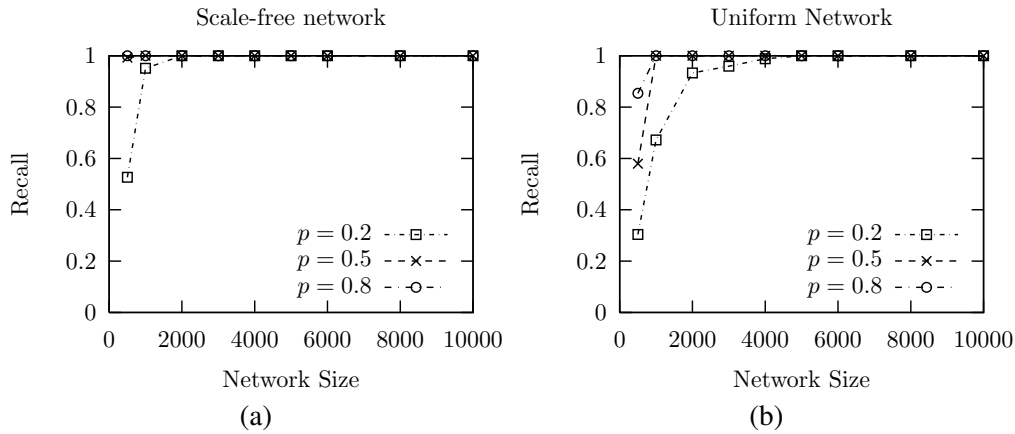 Scale-free network
1
0.8
0.6
0.4
0.2
0
Recall
p = 0.2
p = 0.5
p = 0.8
0 2000 4000 6000 8000 10000
Network Size
(a)
Uniform Network
1
0.8
0.6
0.4
0.2
0
Recall
p = 0.2
p = 0.5
p = 0.8
0 2000 4000 6000 8000 10000
Network Size
(b)